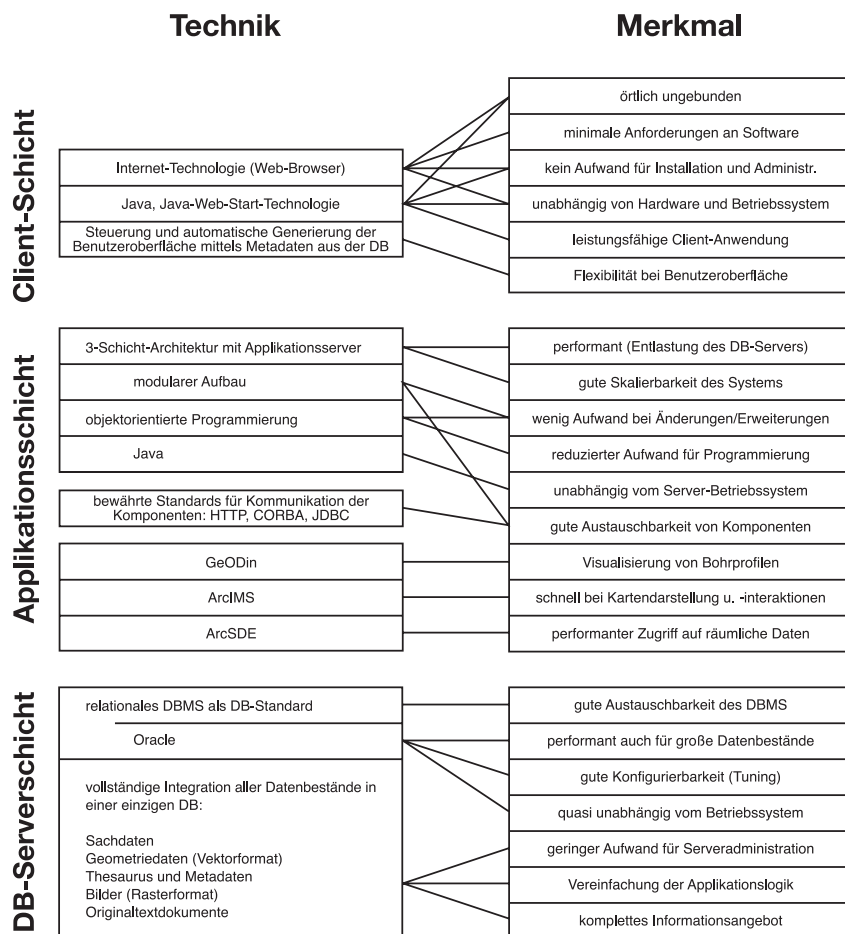 Technik
Merkmal
Client-Schicht
Internet-Technologie (Web-Browser)
Java, Java-Web-Start-Technologie
Steuerung und automatische Generierung der
Benutzeroberfläche mittels Metadaten aus der DB
örtlich ungebunden
minimale Anforderungen an Software
kein Aufwand für Installation und Administr.
unabhängig von Hardware und Betriebssystem
leistungsfähige Client-Anwendung
Flexibilität bei Benutzeroberfläche
Applikationsschicht
3-Schicht-Architektur mit Applikationsserver
modularer Aufbau
objektorientierte Programmierung
Java
bewährte Standards für Kommunikation der
Komponenten: HTTP, CORBA, JDBC
GeODin
ArcIMS
ArcSDE
performant (Entlastung des DB-Servers)
gute Skalierbarkeit des Systems
wenig Aufwand bei Änderungen/Erweiterungen
reduzierter Aufwand für Programmierung
unabhängig vom Server-Betriebssystem
gute Austauschbarkeit von Komponenten
Visualisierung von Bohrprofilen
schnell bei Kartendarstellung u. -interaktionen
performanter Zugriff auf räumliche Daten
DB-Serverschicht
relationales DBMS als DB-Standard
Oracle
vollständige Integration aller Datenbestände in
einer einzigen DB:
Sachdaten
Geometriedaten (Vektorformat)
Thesaurus und Metadaten
Bilder (Rasterformat)
Originaltextdokumente
gute Austauschbarkeit des DBMS
performant auch für große Datenbestände
gute Konfigurierbarkeit (Tuning)
quasi unabhängig vom Betriebssystem
geringer Aufwand für Serveradministration
Vereinfachung der Applikationslogik
komplettes Informationsangebot